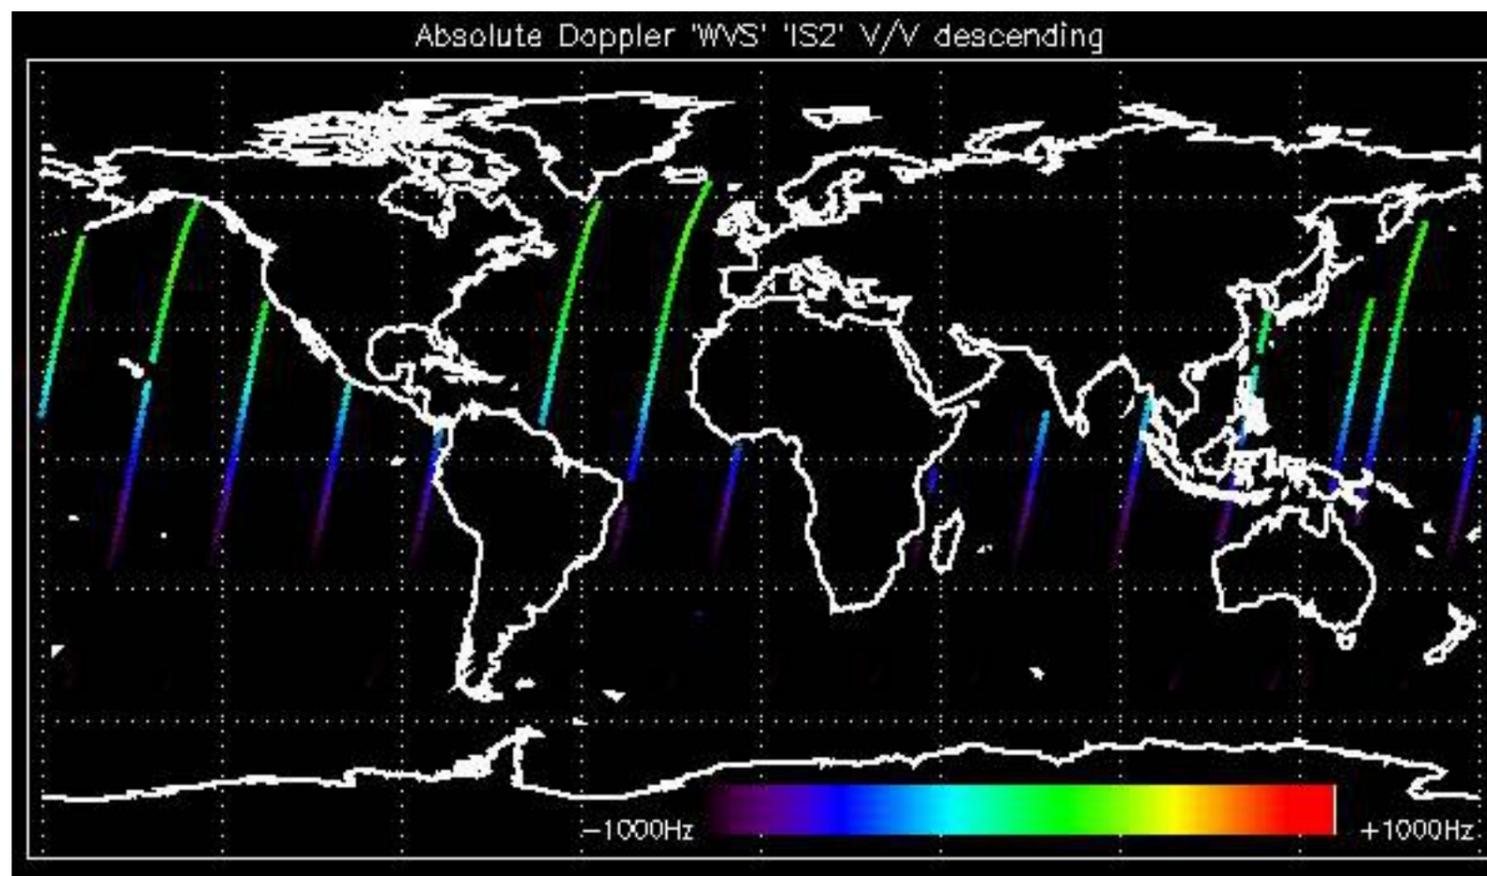 Absolute Doppler 'WVS' 'IS2' V/V descending
-1000Hz +1000Hz